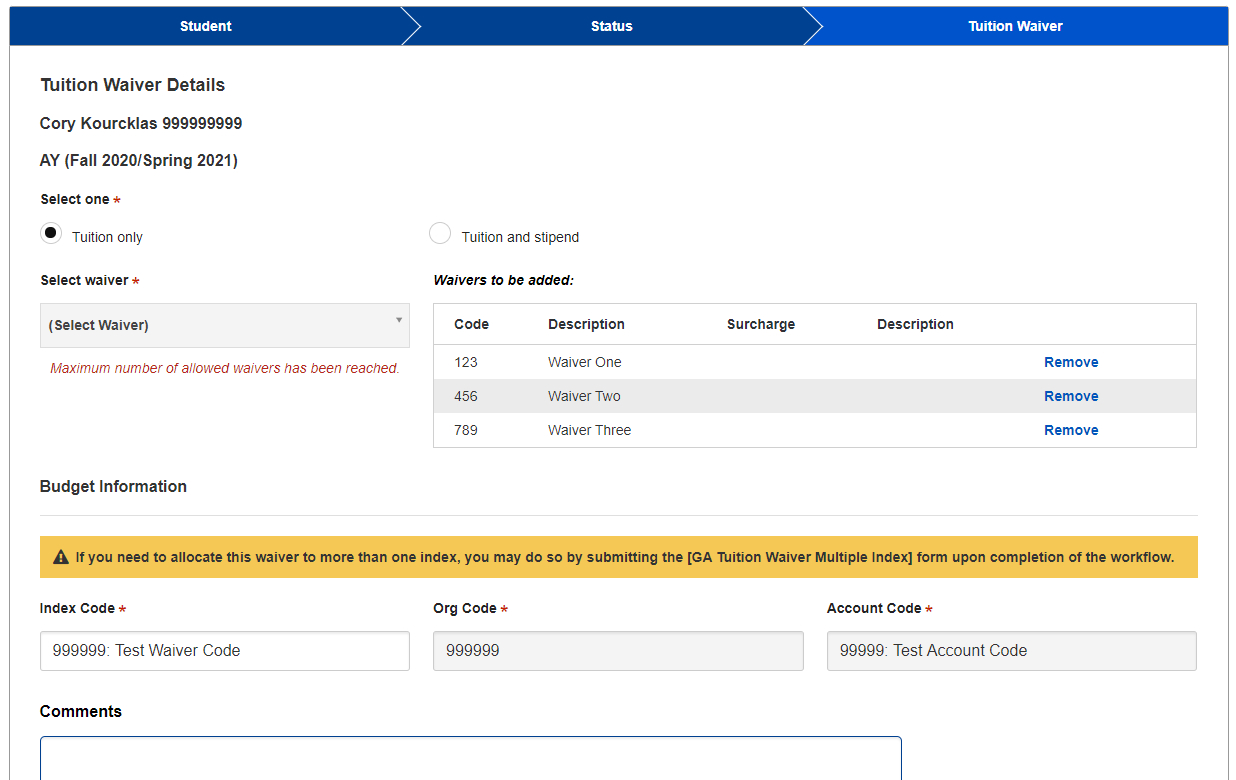 Student Status Tuition Waiver
Tuition Waiver Details
Cory Kourcklas 999999999
AY (Fall 2020/Spring 2021)
Select one *
Tuition only Tuition and stipend
Select waiver * Waivers to be added:
(Select Waiver)
Maximum number of allowed waivers has been reached.
Code Description Surcharge Description
123 Waiver One Remove
456 Waiver Two Remove
789 Waiver Three Remove
Budget Information
If you need to allocate this waiver to more than one index, you may do so by submitting the [GA Tuition Waiver Multiple Index] form upon completion of the workflow.
Index Code * Org Code * Account Code *
999999: Test Waiver Code 999999 99999: Test Account Code
Comments